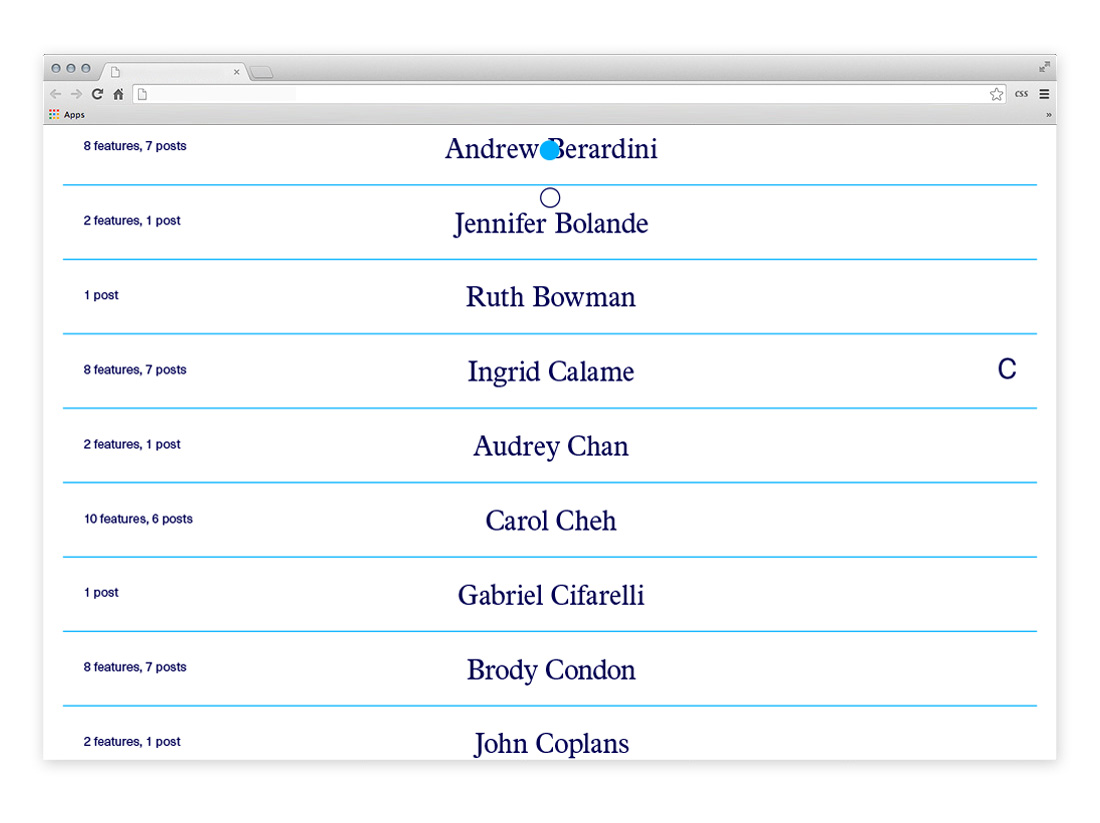 css
Apps
8 features, 7 posts
Andrew Berardini
2 features, 1 post
Jennifer Bolande
1 post
Ruth Bowman
8 features, 7 posts
Ingrid Calame
C
2 features, 1 post
Audrey Chan
10 features, 6 posts
Carol Cheh
1 post
Gabriel Cifarelli
8 features, 7 posts
Brody Condon
2 features, 1 post
John Coplans